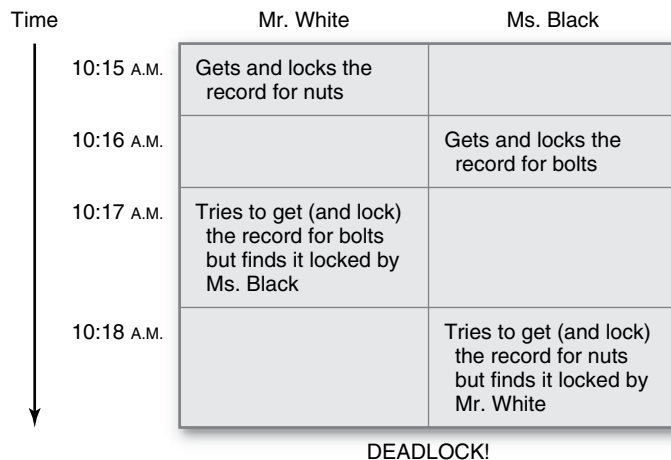 Time
Mr. White
Ms. Black
10:15 A.M.
Gets and locks the
record for nuts
10:16 A.M.
Gets and locks the
record for bolts
10:17 A.M.
Tries to get (and lock)
the record for bolts
but finds it locked by
Ms. Black
10:18 A.M.
Tries to get (and lock)
the record for nuts
but finds it locked by
Mr. White
DEADLOCK!